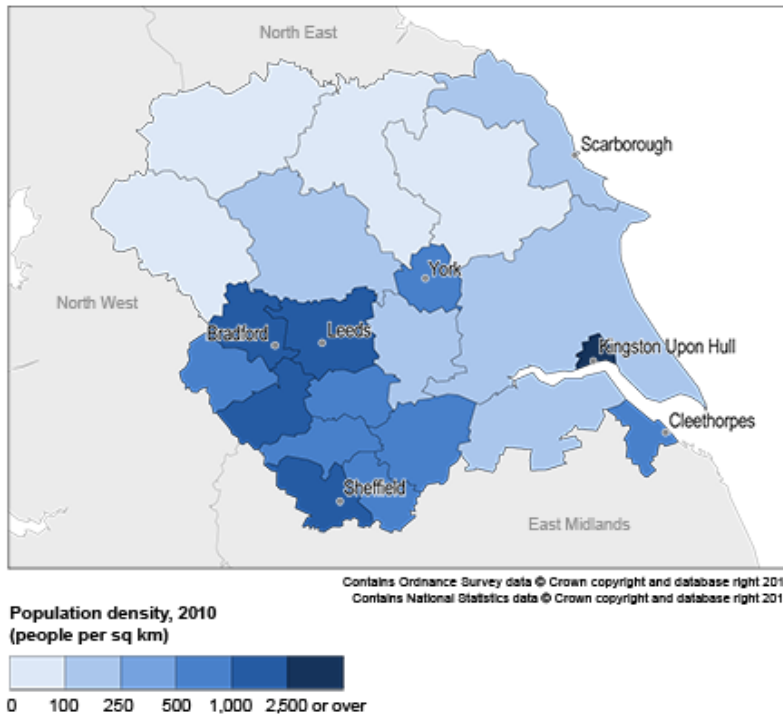 North East
Scarborough
York
North West
Bradford
Leeds
Kingston Upon Hull
Cleethorpes
Sheffield
East Midlands
Contains Ordnance Survey data © Crown copyright and database right 201
Contains National Statistics data © Crown copyright and database right 201
Population density, 2010
(people per sq km)
0 100 250 500 1,000 2,500 or over